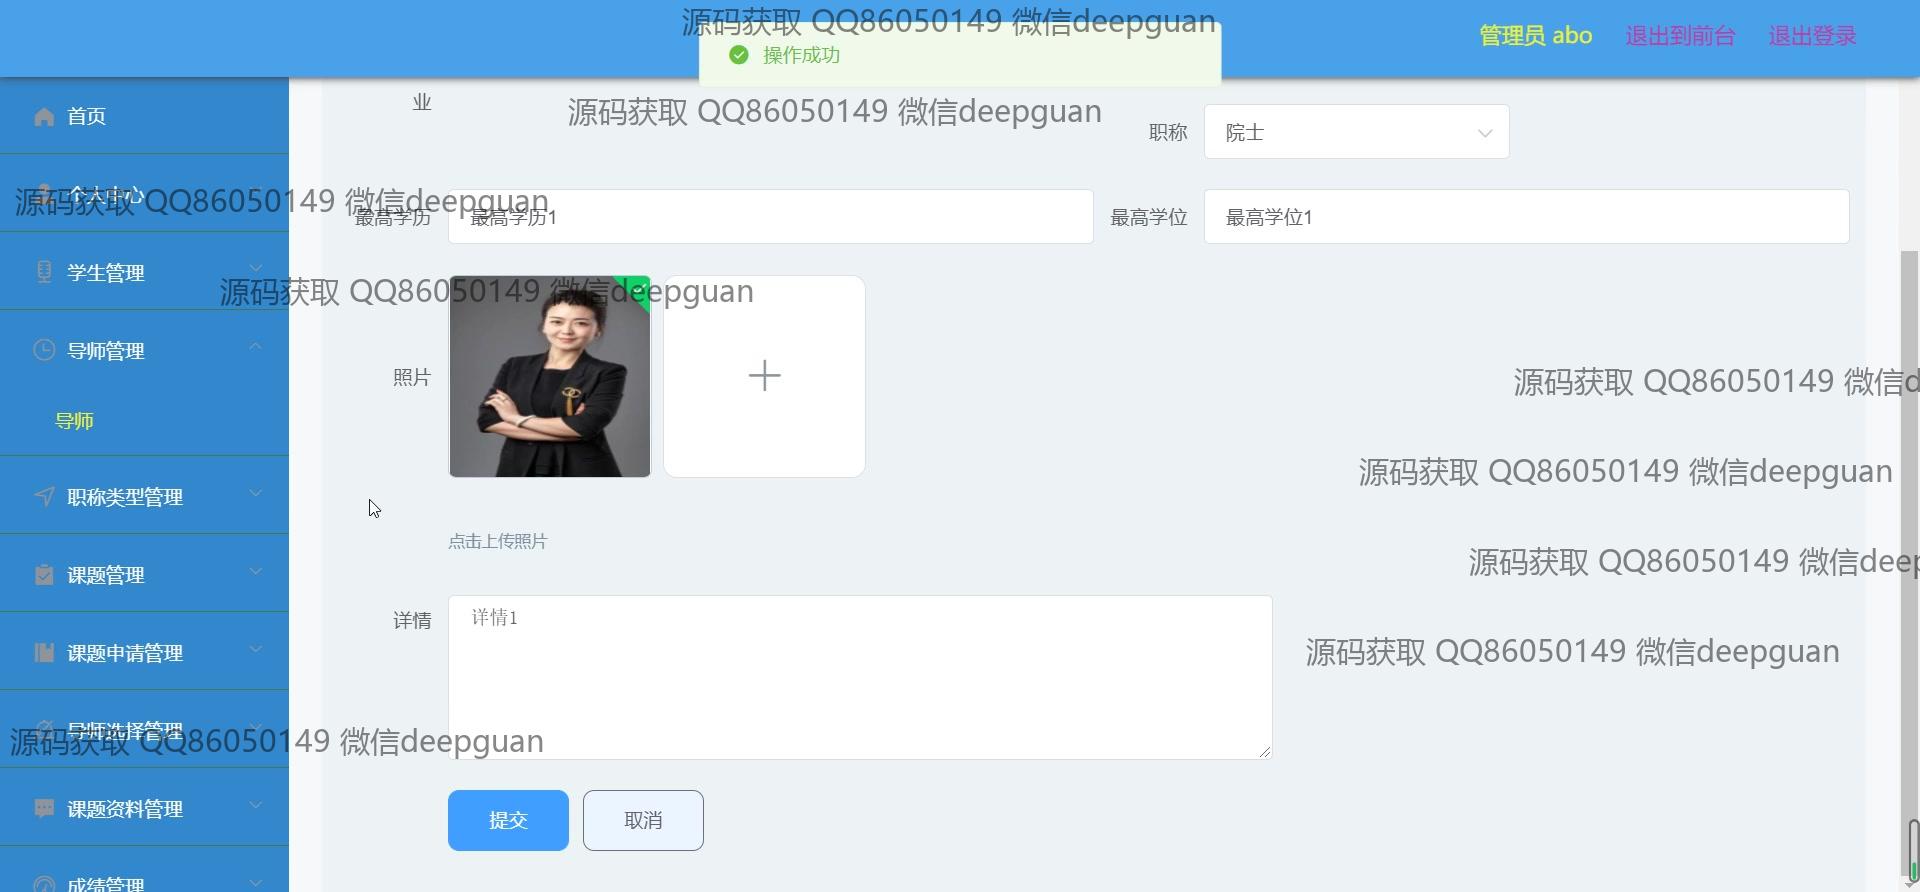 源码获取 QQ86050149 微信deepguan
操作成功
管理员 abo
退出到前台
退出登录
首页
个人中心
学生管理
导师管理
导师
职称类型管理
课题管理
课题申请管理
导师选择管理
课题资料管理
成绩管理
业
源码获取 QQ86050149 微信deepguan
职称
院士
源码获取 QQ86050149 微信deepguan
最高学历
最高学历1
最高学位
最高学位1
源码获取 QQ86050149 微信deepguan
照片
源码获取 QQ86050149 微信d
源码获取 QQ86050149 微信deepguan
点击上传照片
源码获取 QQ86050149 微信deep
详情
详情1
源码获取 QQ86050149 微信deepguan
源码获取 QQ86050149 微信deepguan
提交
取消